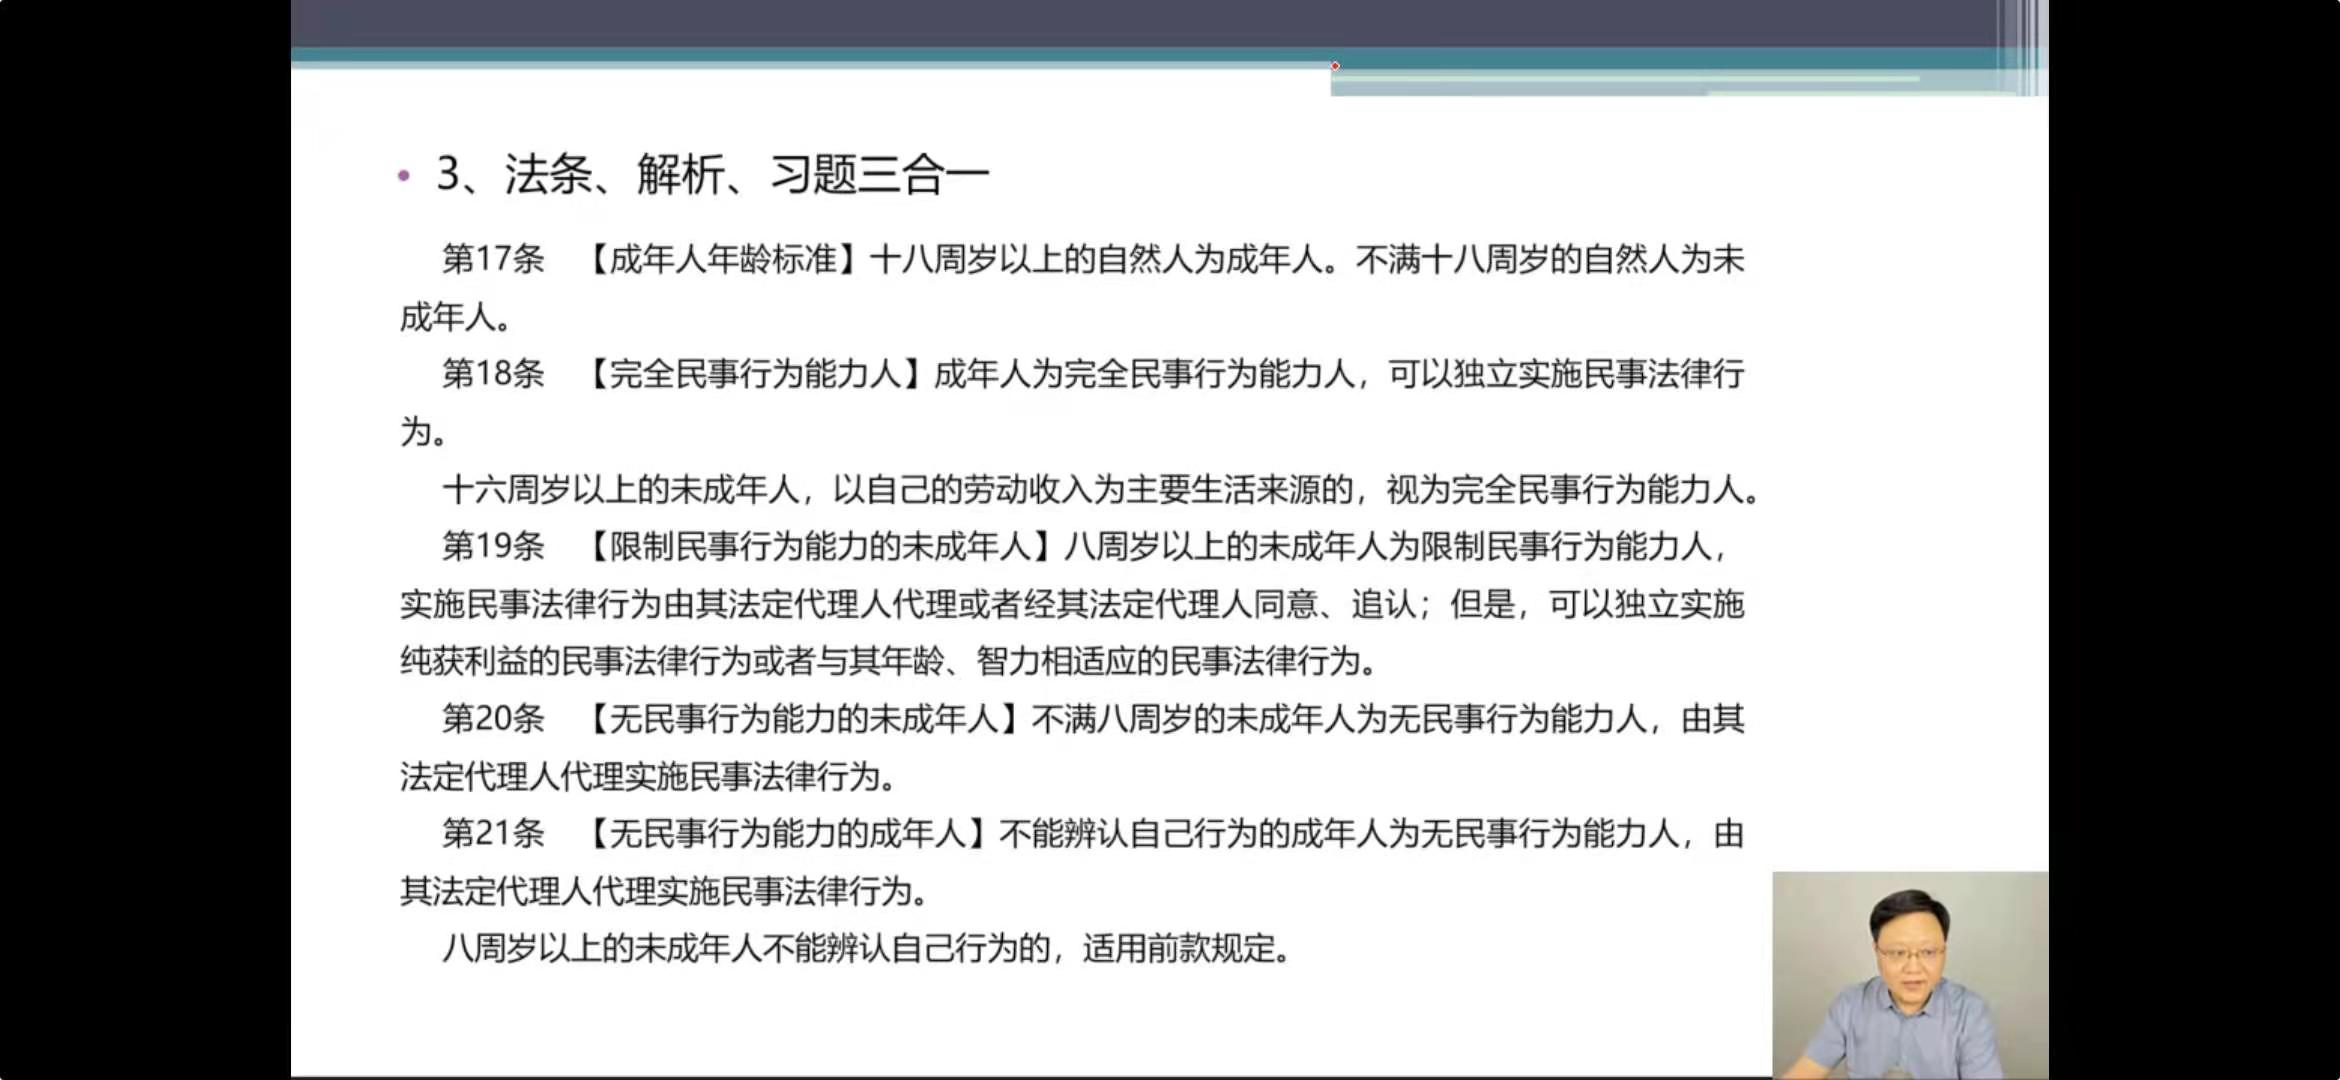 • 3、法条、解析、习题三合一
第17条 【成年人年龄标准】十八周岁以上的自然人为成年人。不满十八周岁的自然人为未
成年人。
第18条 【完全民事行为能力人】成年人为完全民事行为能力人，可以独立实施民事法律行
为。
十六周岁以上的未成年人，以自己的劳动收入为主要生活来源的，视为完全民事行为能力人。
第19条 【限制民事行为能力的未成年人】八周岁以上的未成年人为限制民事行为能力人，
实施民事法律行为由其法定代理人代理或者经其法定代理人同意、追认；但是，可以独立实施
纯获利益的民事法律行为或者与其年龄、智力相适应的民事法律行为。
第20条 【无民事行为能力的未成年人】不满八周岁的未成年人为无民事行为能力人，由其
法定代理人代理实施民事法律行为。
第21条 【无民事行为能力的成年人】不能辨认自己行为的成年人为无民事行为能力人，由
其法定代理人代理实施民事法律行为。
八周岁以上的未成年人不能辨认自己行为的，适用前款规定。